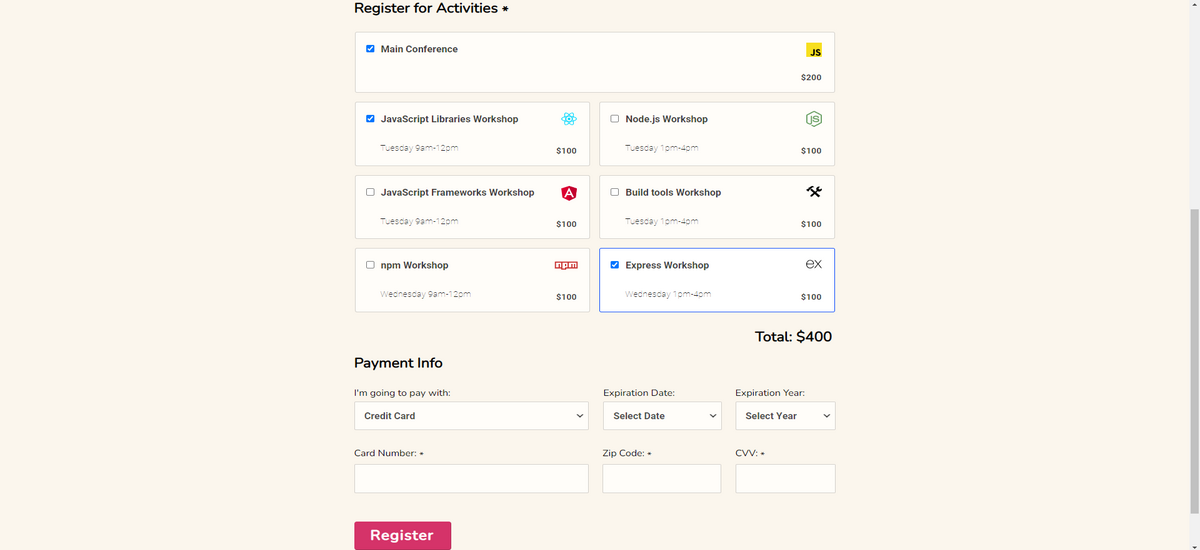 Register for Activities *
Main Conference
JS
$200
JavaScript Libraries Workshop
Tuesday 9am-12pm
$100
Node.js Workshop
JS
Tuesday 1pm-4pm
$100
JavaScript Frameworks Workshop
A
Tuesday 9am-12pm
$100
Build tools Workshop
Tuesday 1pm-4pm
$100
npm Workshop
npm
Wednesday 9am-12pm
$100
Express Workshop
ex
Wednesday 1pm-4pm
$100
Total: $400
Payment Info
I'm going to pay with:
Credit Card
Expiration Date:
Select Date
Expiration Year:
Select Year
Card Number: *
Zip Code: *
CVV: *
Register